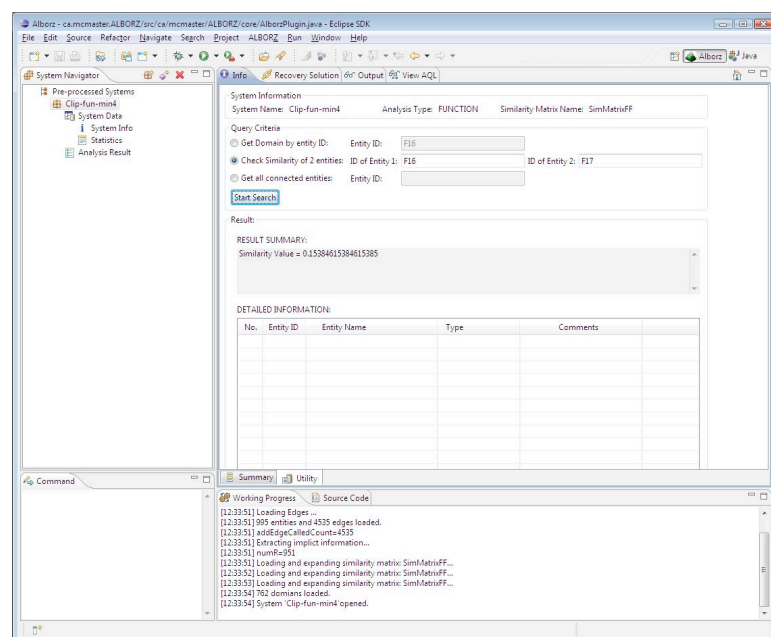 Alborz - ca.mcmaster.ALBORZ/src/ca/mcmaster/ALBORZ/core/AlborzPlugin.java - Eclipse SDK
File Edit Source Refactor Navigate Search Project ALBORZ Run Window Help
Alborz Java
System Navigator
Pre-processed Systems
Clip-fun-min4
System Data
System Info
Statistics
Analysis Result
Info Recovery Solution Output View AQL
System Information
System Name: Clip-fun-min4 Analysis Type: FUNCTION Similarity Matrix Name: SimMatrixFF
Query Criteria
Get Domain by entity ID: Entity ID: F16
Check Similarity of 2 entities: ID of Entity 1: F16 ID of Entity 2: F17
Get all connected entities: Entity ID:
Start Search
Result:
RESULT SUMMARY:
Similarity Value = 0.15384615384615385
DETAILED INFORMATION:
No. Entity ID Entity Name Type Comments
Summary Utility
Command
Working Progress Source Code
[12:33:51] Loading Edges ...
[12:33:51] 995 entities and 4535 edges loaded.
[12:33:51] addEdgeCalledCount=4535
[12:33:51] Extracting implict information...
[12:33:51] numR=951
[12:33:51] Loading and expanding similarity matrix: SimMatrixFF...
[12:33:52] Loading and expanding similarity matrix: SimMatrixFF...
[12:33:53] Loading and expanding similarity matrix: SimMatrixFF...
[12:33:54] 762 domians loaded.
[12:33:54] System 'Clip-fun-min4'opened.